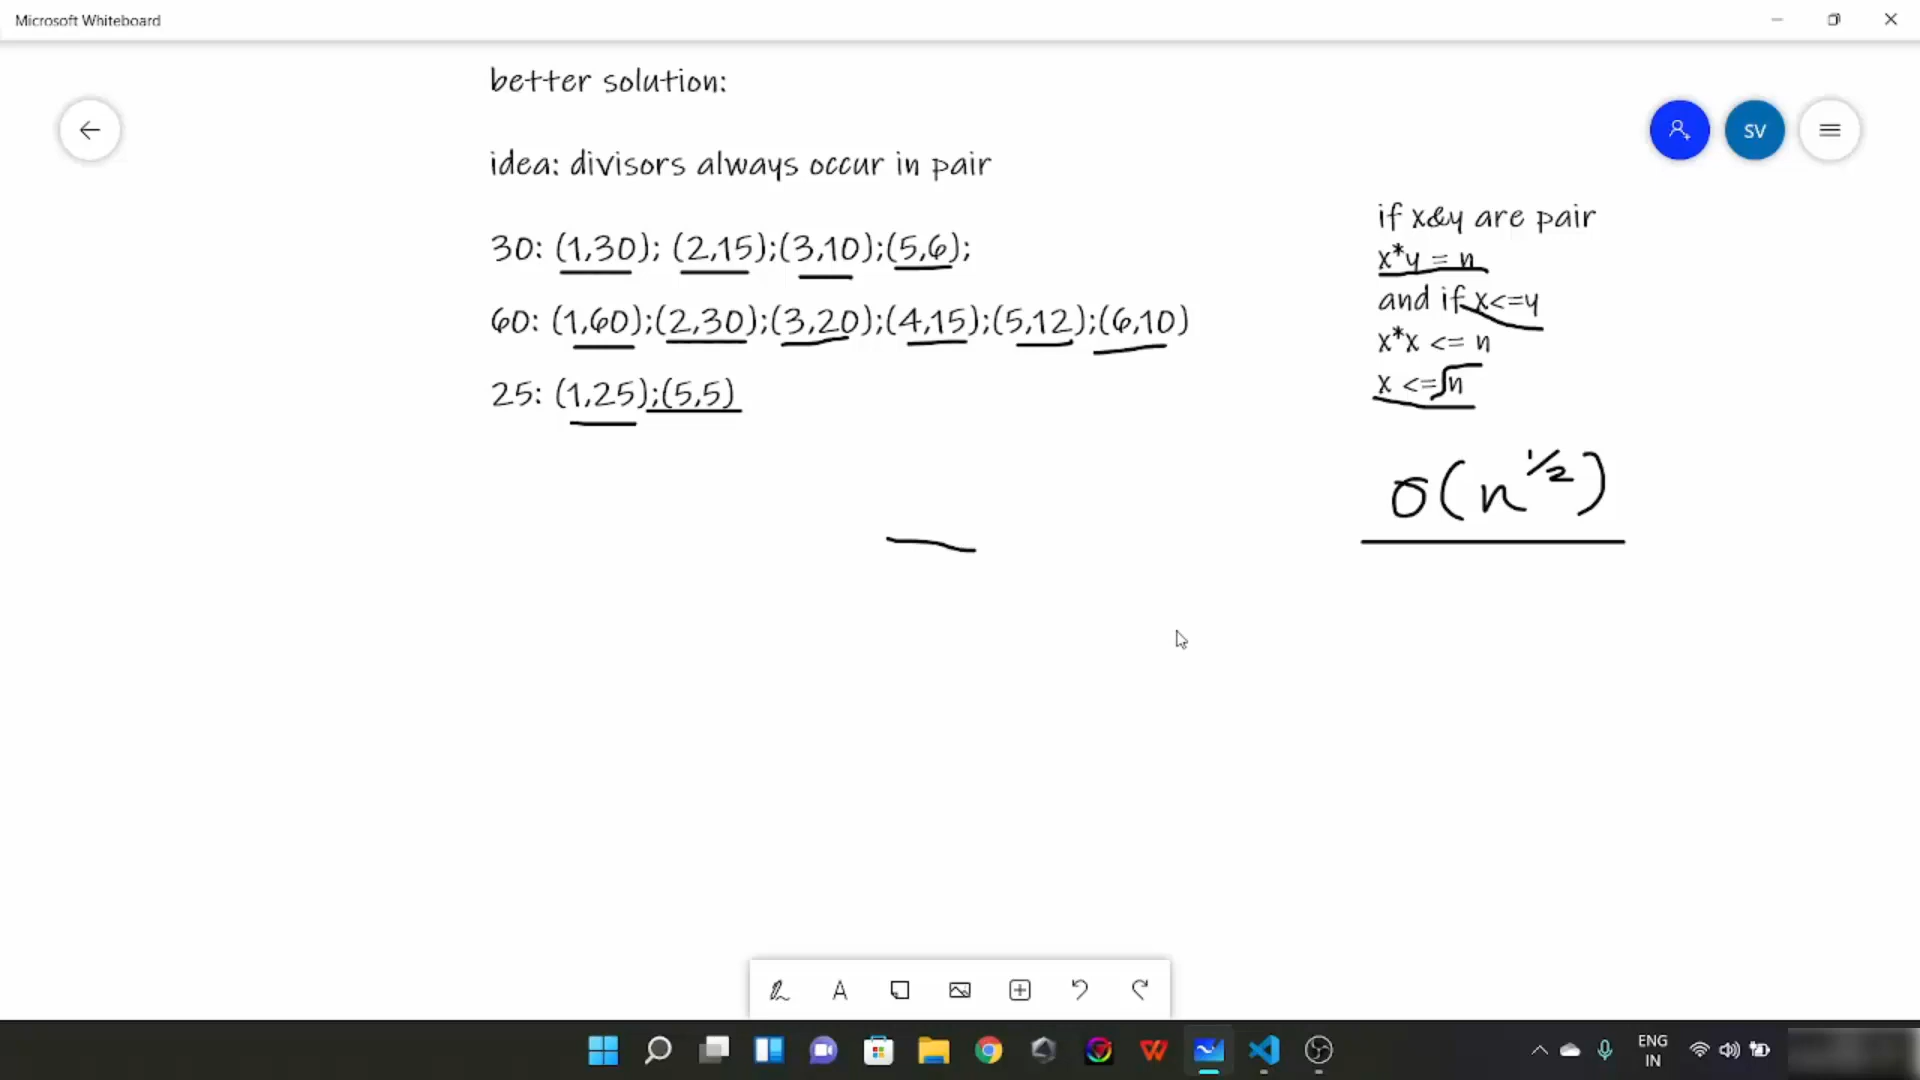 Microsoft Whiteboard
better solution:
SV
idea: divisors always occur in pair
if x&y are pair
30: (1,30); (2,15);(3,10);(5,6);
x*y = n
and if x<=y
60: (1,60);(2,30);(3,20);(4,15);(5,12);(6,10)
x*x <= n
25: (1,25);(5,5)
x <=√n
O(n^1/2)
ENG
IN